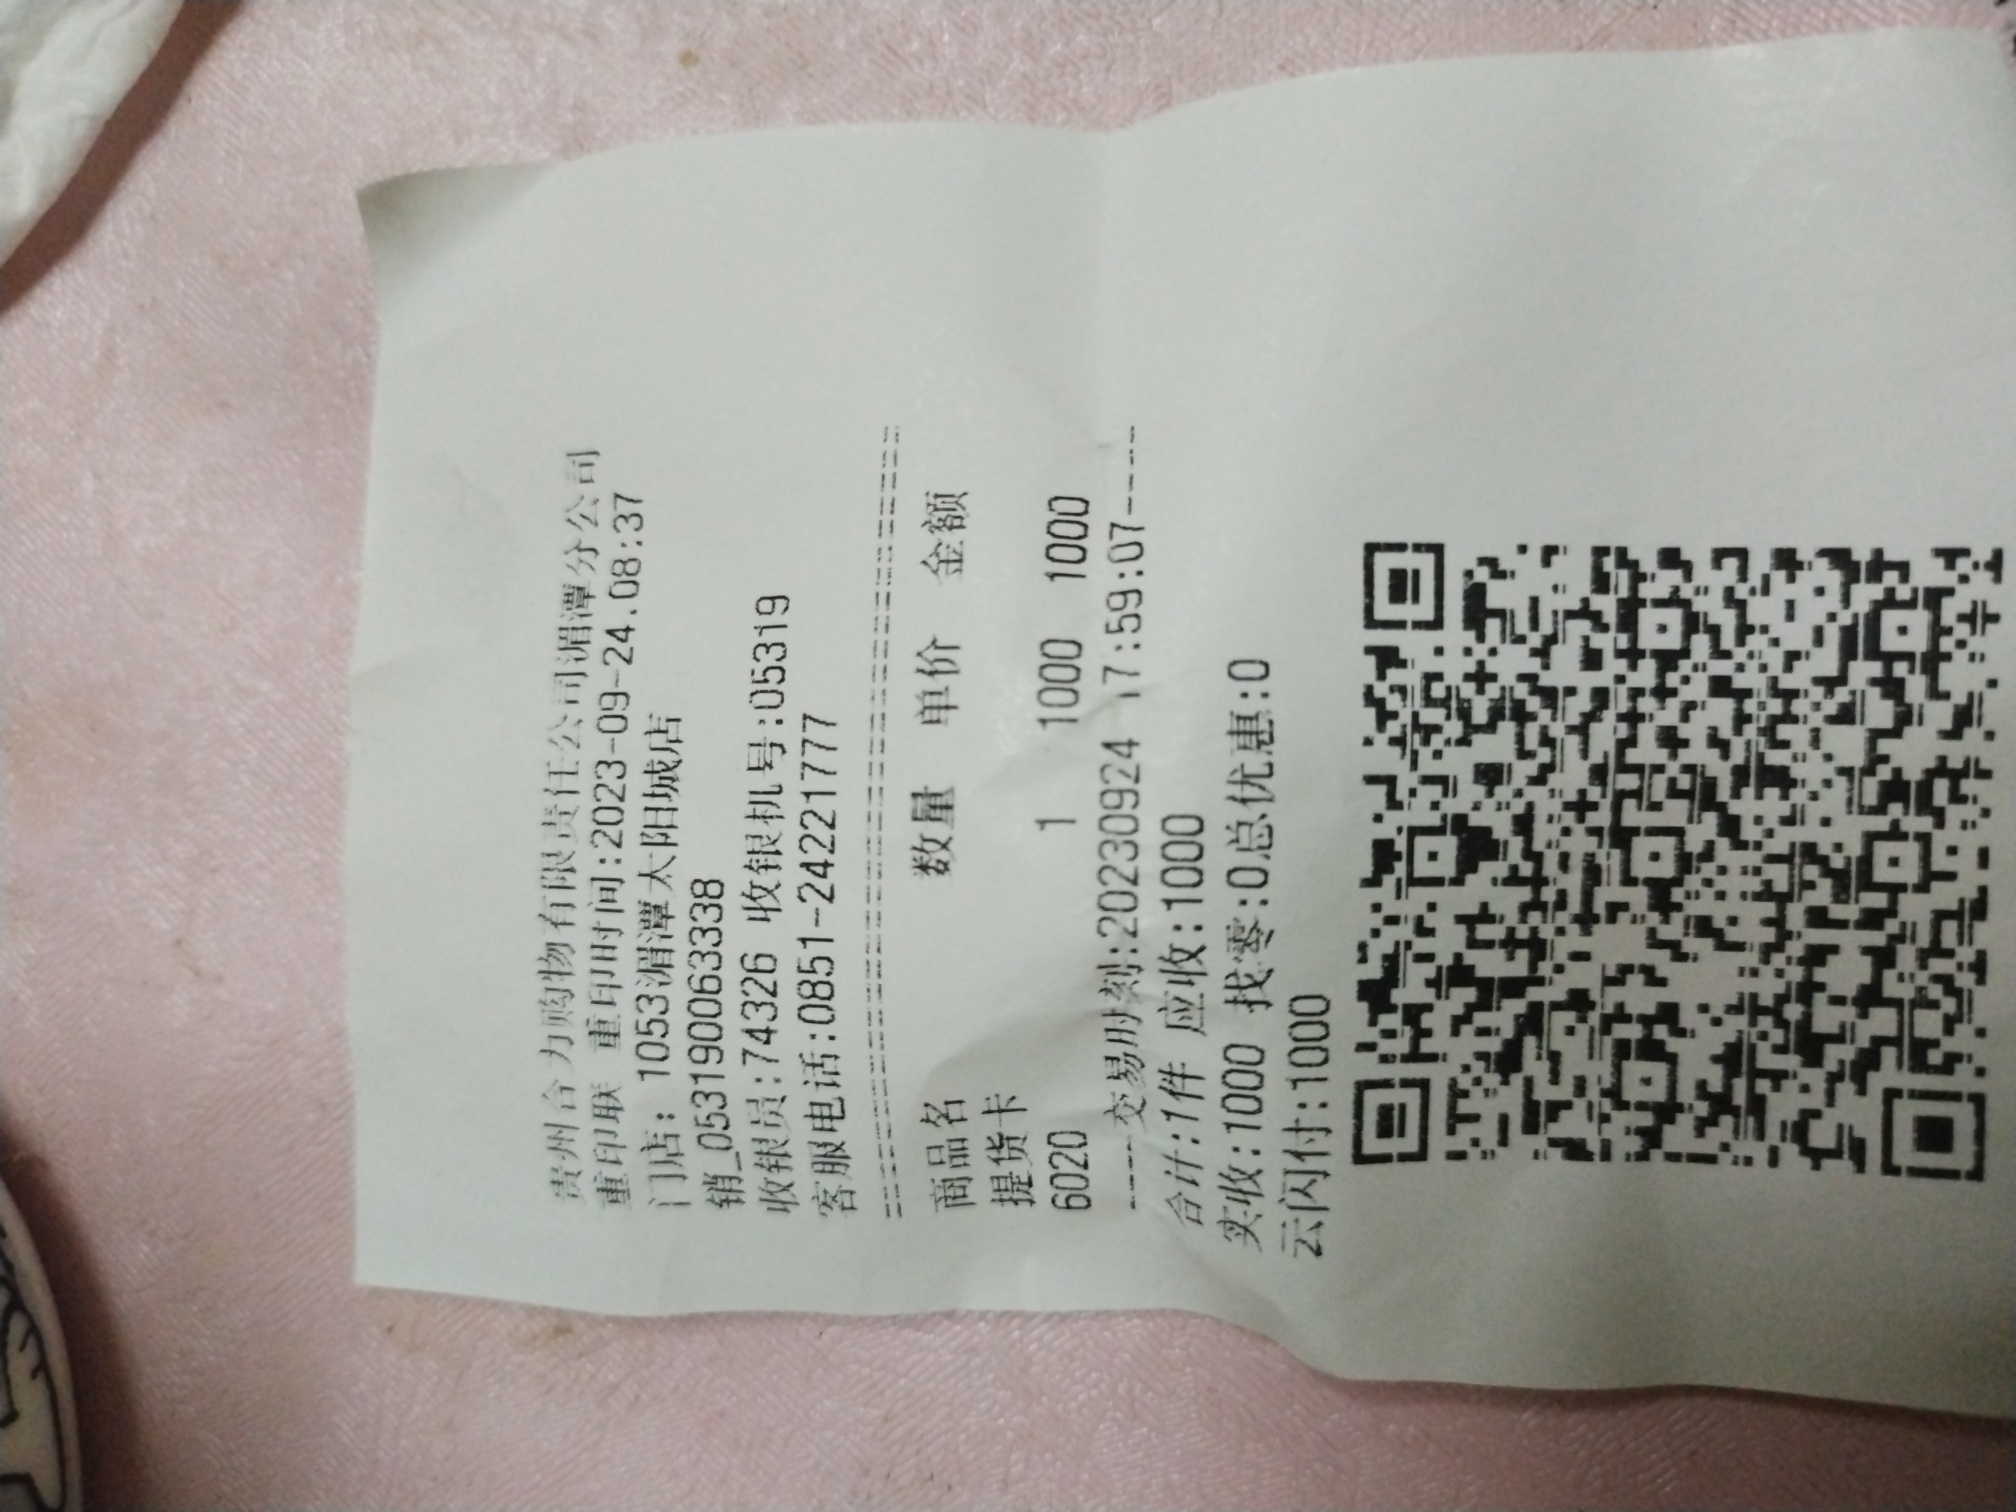 贵州合力购物有限责任公司湄潭分公司
重印联 重印时间:2023-09-24.08:37
门店: 1053湄潭太阳城店
销_053190063338
收银员:74326 收银机号:05319
客服电话:0851-24221777
================================
商品名 数量 单价 金额
提货卡
6020 1 1000 1000
----交易时刻:20230924 17:59:07----
合计:1件 应收:1000
实收:1000 找零:0总优惠:0
云闪付:1000